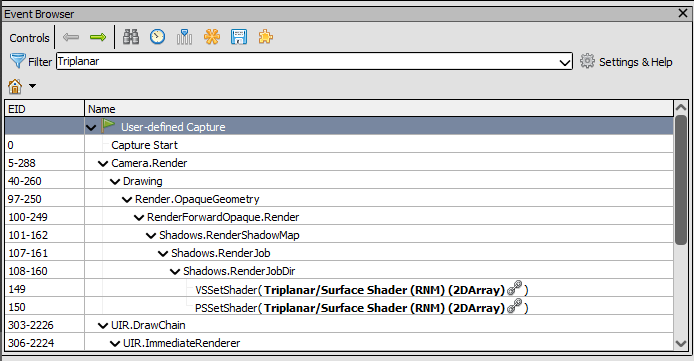 Event Browser
Controls
Filter Triplanar Settings & Help
EID Name
User-defined Capture
0 Capture Start
5-288 Camera.Render
40-260 Drawing
97-250 Render.OpaqueGeometry
100-249 RenderForwardOpaque.Render
101-162 Shadows.RenderShadowMap
107-161 Shadows.RenderJob
108-160 Shadows.RenderJobDir
149 VSSetShader( Triplanar/Surface Shader (RNM) (2DArray) )
150 PSSetShader( Triplanar/Surface Shader (RNM) (2DArray) )
303-2226 UIR.DrawChain
306-2224 UIR.ImmediateRenderer